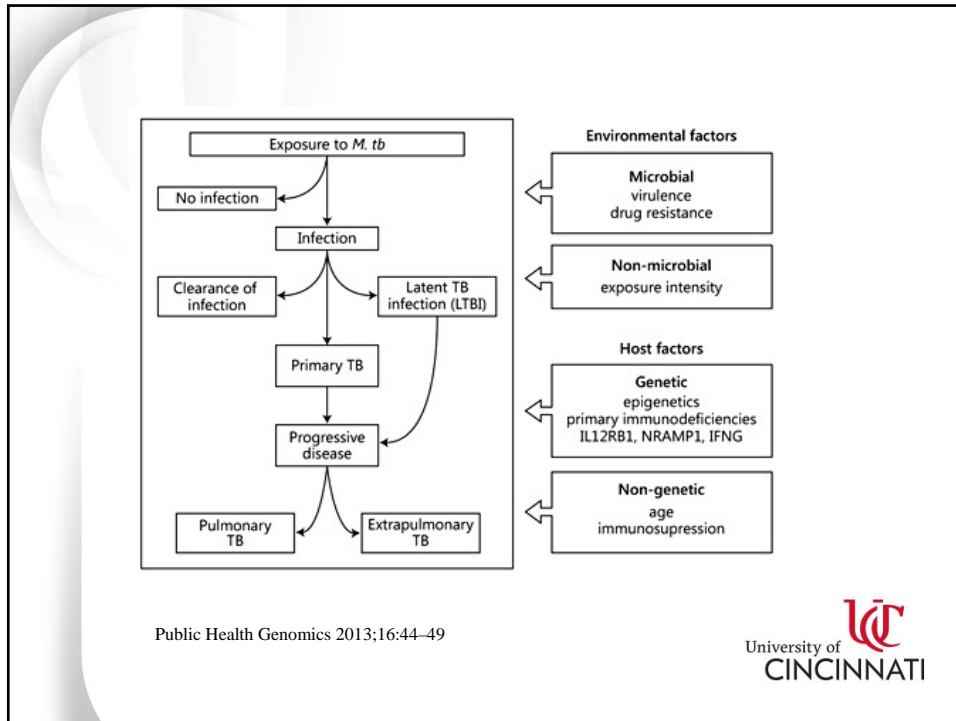 Exposure to M. tb
No infection
Infection
Clearance of
infection
Latent TB
infection (LTBI)
Primary TB
Progressive
disease
Pulmonary
TB
Extrapulmonary
TB
Environmental factors
Microbial
virulence
drug resistance
Non-microbial
exposure intensity
Host factors
Genetic
epigenetics
primary immunodeficiencies
IL12RB1, NRAMP1, IFNG
Non-genetic
age
immunosupression
Public Health Genomics 2013;16:44–49
UC
University of
CINCINNATI